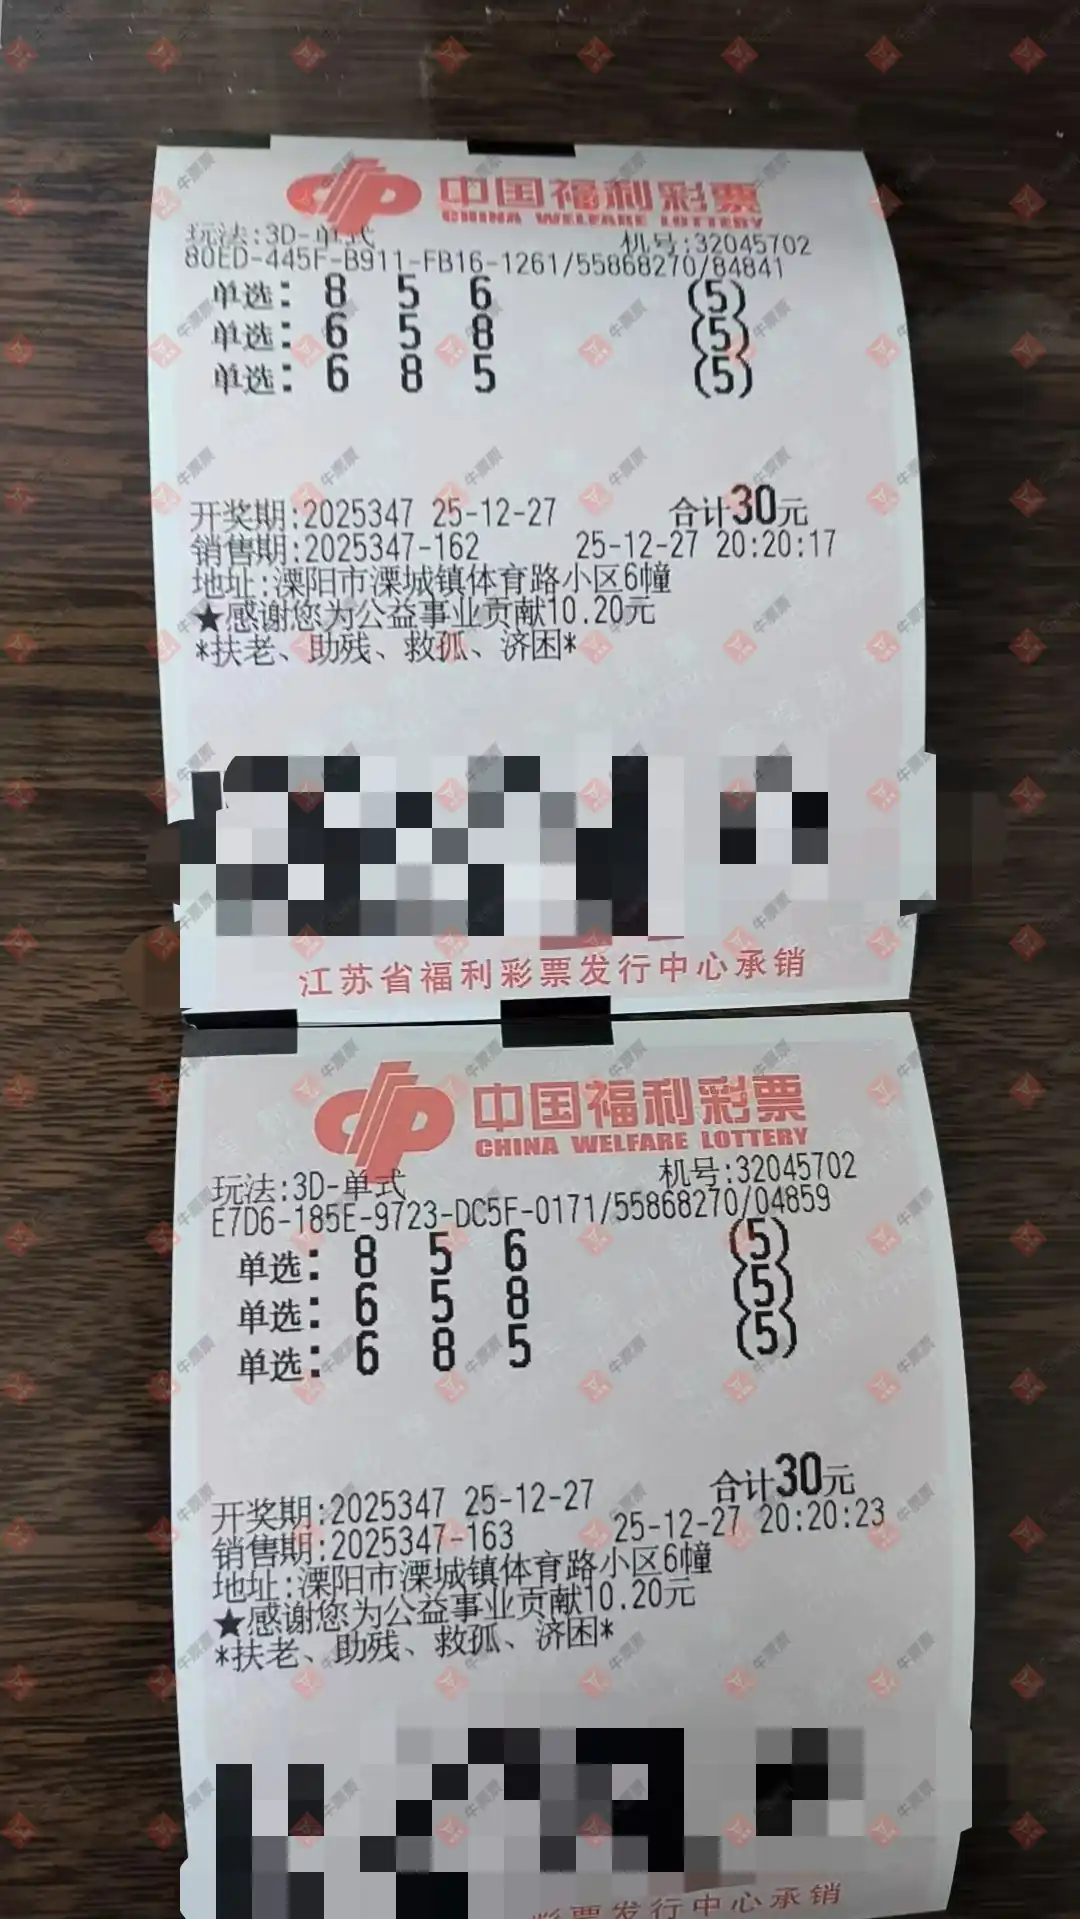 中国福利彩票
CHINA WELFARE LOTTERY
玩法:3D-单式 机号:32045702
80ED-445F-B911-FB16-1261/55868270/84841
单选: 8 5 6 (5)
单选: 6 5 8 (5)
单选: 6 8 5 (5)
开奖期:2025347 25-12-27 合计30元
销售期:2025347-162 25-12-27 20:20:17
地址:溧阳市溧城镇体育路小区6幢
★感谢您为公益事业贡献10.20元
*扶老、助残、救孤、济困*
江苏省福利彩票发行中心承销
中国福利彩票
CHINA WELFARE LOTTERY
玩法:3D-单式 机号:32045702
E7D6-185E-9723-DC5F-0171/55868270/04859
单选: 8 5 6 (5)
单选: 6 5 8 (5)
单选: 6 8 5 (5)
开奖期:2025347 25-12-27 合计30元
销售期:2025347-163 25-12-27 20:20:23
地址:溧阳市溧城镇体育路小区6幢
★感谢您为公益事业贡献10.20元
*扶老、助残、救孤、济困*
彩票发行中心承销